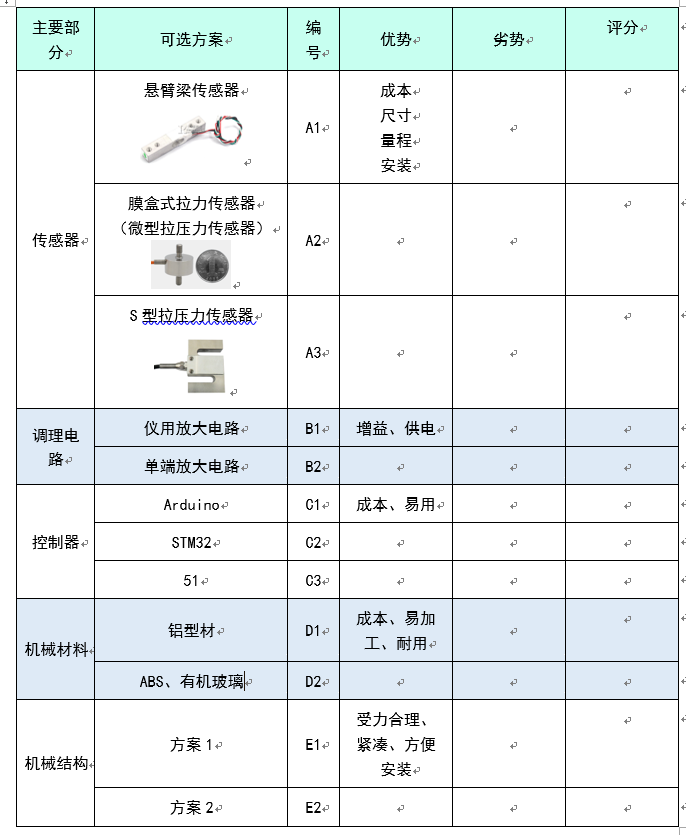 主要部
分
可选方案
编
号
优势
劣势
评分
传感器
悬臂梁传感器
A1
成本
尺寸
量程
安装
膜盒式拉力传感器
（微型拉压力传感器）
A2
S 型拉压力传感器
A3
调理电
路
仪用放大电路
B1
增益、供电
单端放大电路
B2
控制器
Arduino
C1
成本、易用
STM32
C2
51
C3
机械材料
铝型材
D1
成本、易加
工、耐用
ABS、有机玻璃
D2
机械结构
方案 1
E1
受力合理、
紧凑、方便
安装
方案 2
E2